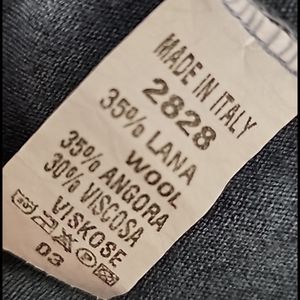 MADE IN ITALY
2828
35% LANA
WOOL
35% ANGORA
30% VISCOSA
VISKOSE
03